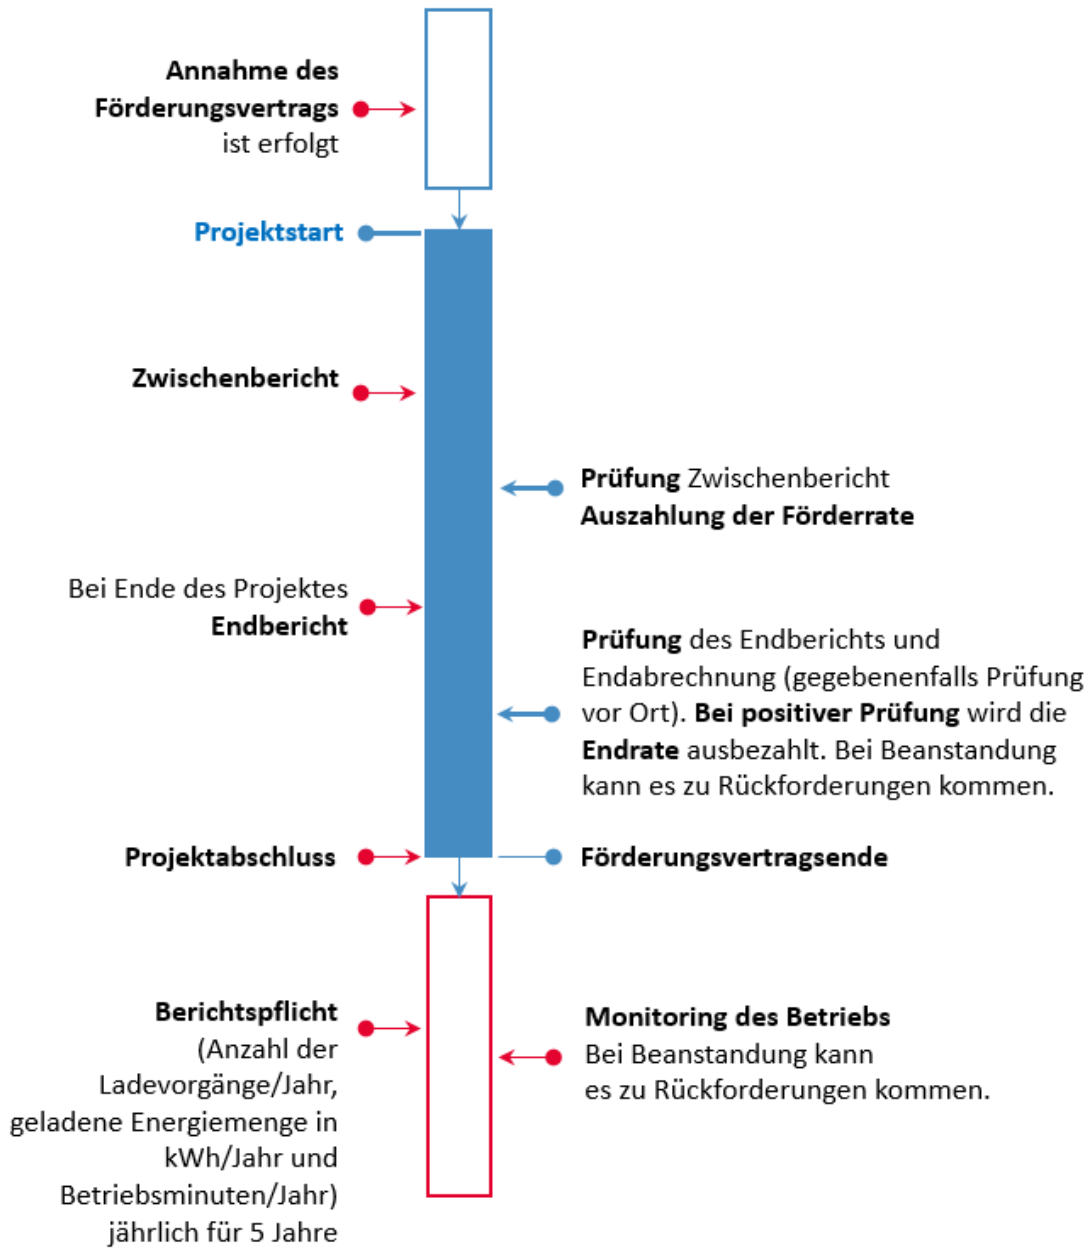 Annahme des
Förderungsvertrags
ist erfolgt
Projektstart
Zwischenbericht
Prüfung Zwischenbericht
Auszahlung der Förderrate
Bei Ende des Projektes
Endbericht
Prüfung des Endberichts und
Endabrechnung (gegebenenfalls Prüfung
vor Ort). Bei positiver Prüfung wird die
Endrate ausbezahlt. Bei Beanstandung
kann es zu Rückforderungen kommen.
Projektabschluss
Förderungsvertragsende
Berichtspflicht
(Anzahl der
Ladevorgänge/Jahr,
geladene Energiemenge in
kWh/Jahr und
Betriebsminuten/Jahr)
jährlich für 5 Jahre
Monitoring des Betriebs
Bei Beanstandung kann
es zu Rückforderungen kommen.